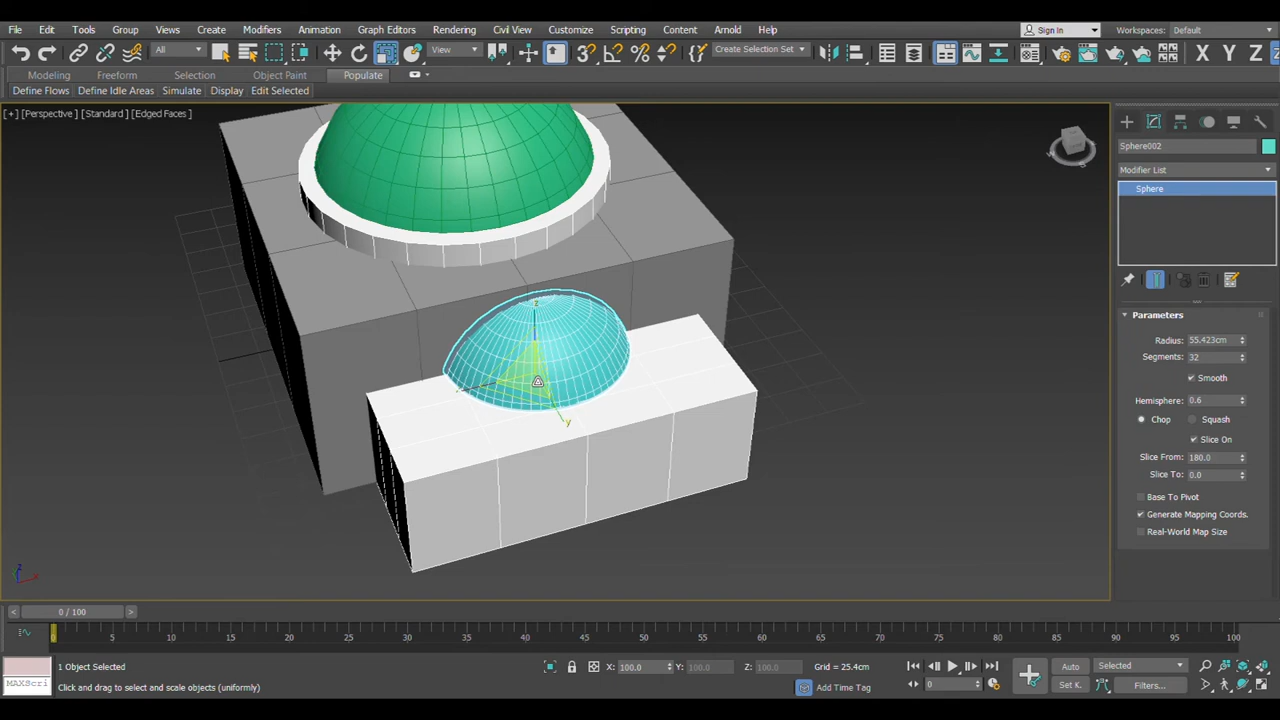 File Edit Tools Group Views Create Modifiers Animation Graph Editors Rendering Civil View Customize Scripting Content Arnold Help Sign In Workspaces: Default
All View Create Selection Set X Y Z Z
Modeling Freeform Selection Object Paint Populate
Define Flows Define Idle Areas Simulate Display Edit Selected
[+] [Perspective] [Standard] [Edged Faces]
Sphere002
Modifier List
Sphere
Parameters
Radius: 55.423cm
Segments: 32
Smooth
Hemisphere: 0.6
Chop Squash
Slice On
Slice From: 180.0
Slice To: 0.0
Base To Pivot
Generate Mapping Coords.
Real-World Map Size
z
y
z
x
< 0 / 100 >
0 5 10 15 20 25 30 35 40 45 50 55 60 65 70 75 80 85 90 95 100
1 Object Selected X: 100.0 Y: 100.0 Z: 100.0 Grid = 25.4cm Auto Selected
MAXScri Click and drag to select and scale objects (uniformly) Add Time Tag 0 Set K. Filters...